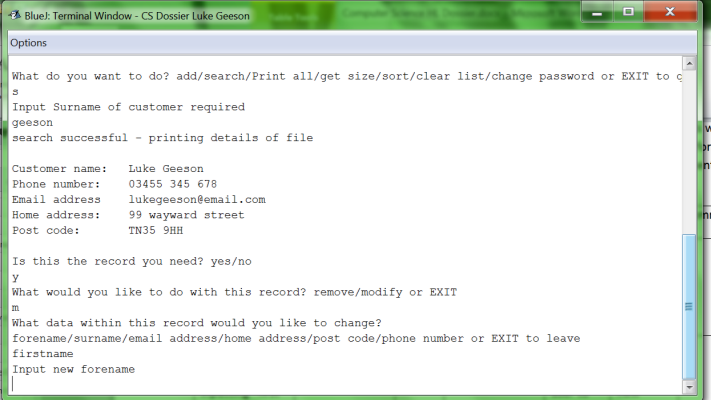 BlueJ: Terminal Window - CS Dossier Luke Geeson
Options
What do you want to do? add/search/Print all/get size/sort/clear list/change password or EXIT to q
s
Input Surname of customer required
geeson
search successful - printing details of file
Customer name: Luke Geeson
Phone number: 03455 345 678
Email address lukegeeson@email.com
Home address: 99 wayward street
Post code: TN35 9HH
Is this the record you need? yes/no
y
What would you like to do with this record? remove/modify or EXIT
m
What data within this record would you like to change?
forename/surname/email address/home address/post code/phone number or EXIT to leave
firstname
Input new forename